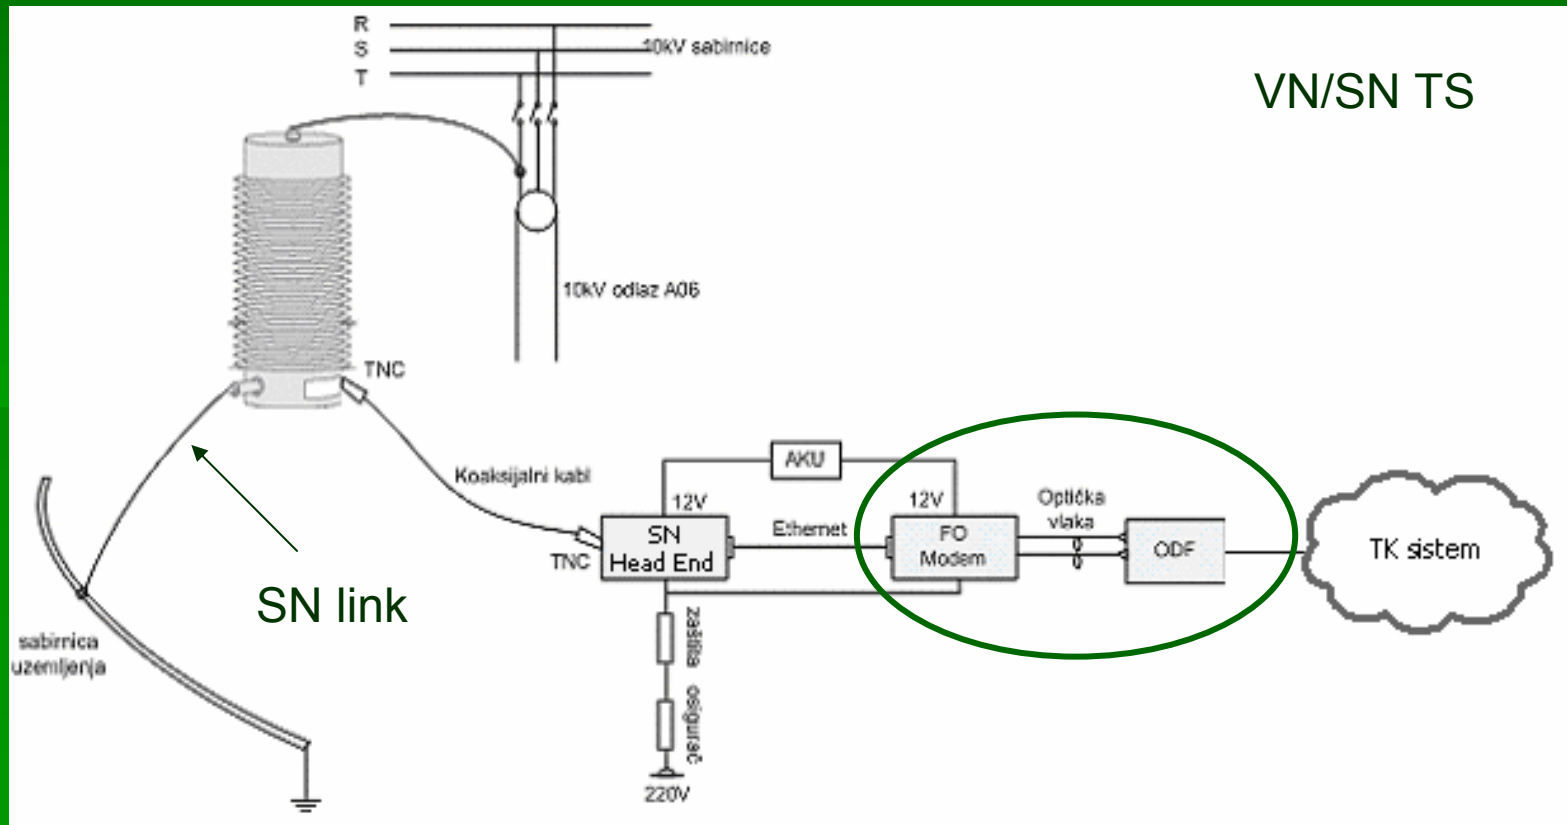 R
S
T
10kV sabirnice
VN/SN TS
10kV odlaz A06
TNC
Koaksijalni kabl
AKU
12V
12V
SN
Head End
TNC
Ethernet
FO
Modem
Optička
vlaka
ODF
TK sistem
SN link
sabirnica
uzemljenja
zaštita
osigurač
220V